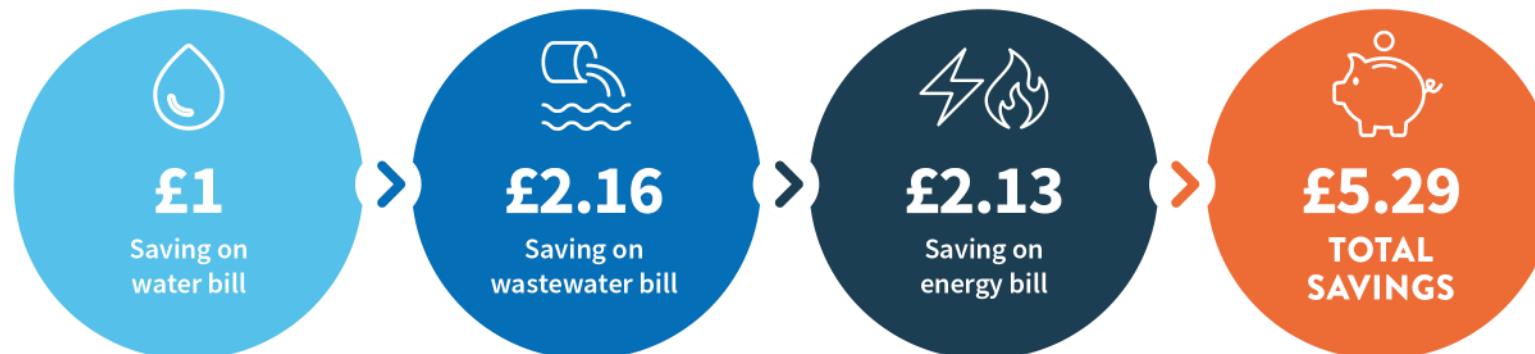 £1
Saving on
water bill
£2.16
Saving on
wastewater bill
£2.13
Saving on
energy bill
£5.29
TOTAL
SAVINGS